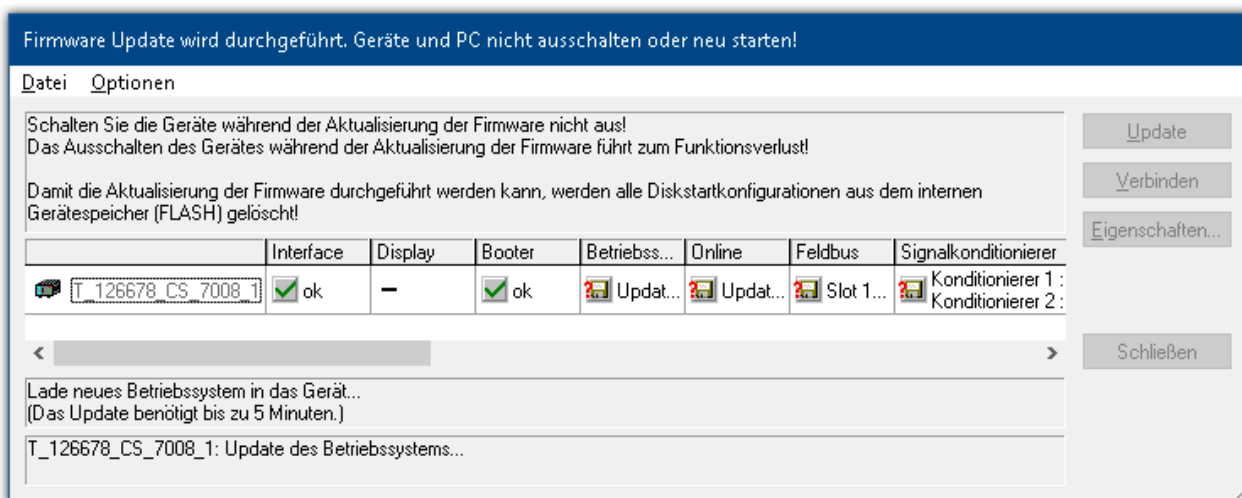 Firmware Update wird durchgeführt. Geräte und PC nicht ausschalten oder neu starten!
Datei Optionen
Schalten Sie die Geräte während der Aktualisierung der Firmware nicht aus!
Das Ausschalten des Gerätes während der Aktualisierung der Firmware führt zum Funktionsverlust!
Damit die Aktualisierung der Firmware durchgeführt werden kann, werden alle Diskstartkonfigurationen aus dem internen
Gerätespeicher (FLASH) gelöscht!
Update
Verbinden
Eigenschaften...
Interface Display Booter Betriebss... Online Feldbus Signalkonditionierer
T_126678_CS_7008_1 ok – ok Updat... Updat... Slot 1... Konditionierer 1 :
Konditionierer 2 :
Schließen
Lade neues Betriebssystem in das Gerät...
(Das Update benötigt bis zu 5 Minuten.)
T_126678_CS_7008_1: Update des Betriebssystems...